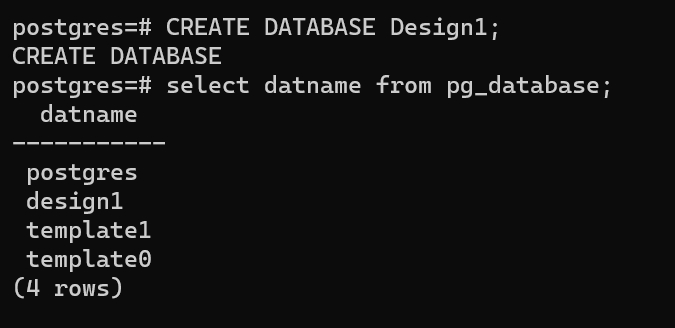 postgres=# CREATE DATABASE Design1;
CREATE DATABASE
postgres=# select datname from pg_database;
  datname
-----------
 postgres
 design1
 template1
 template0
(4 rows)